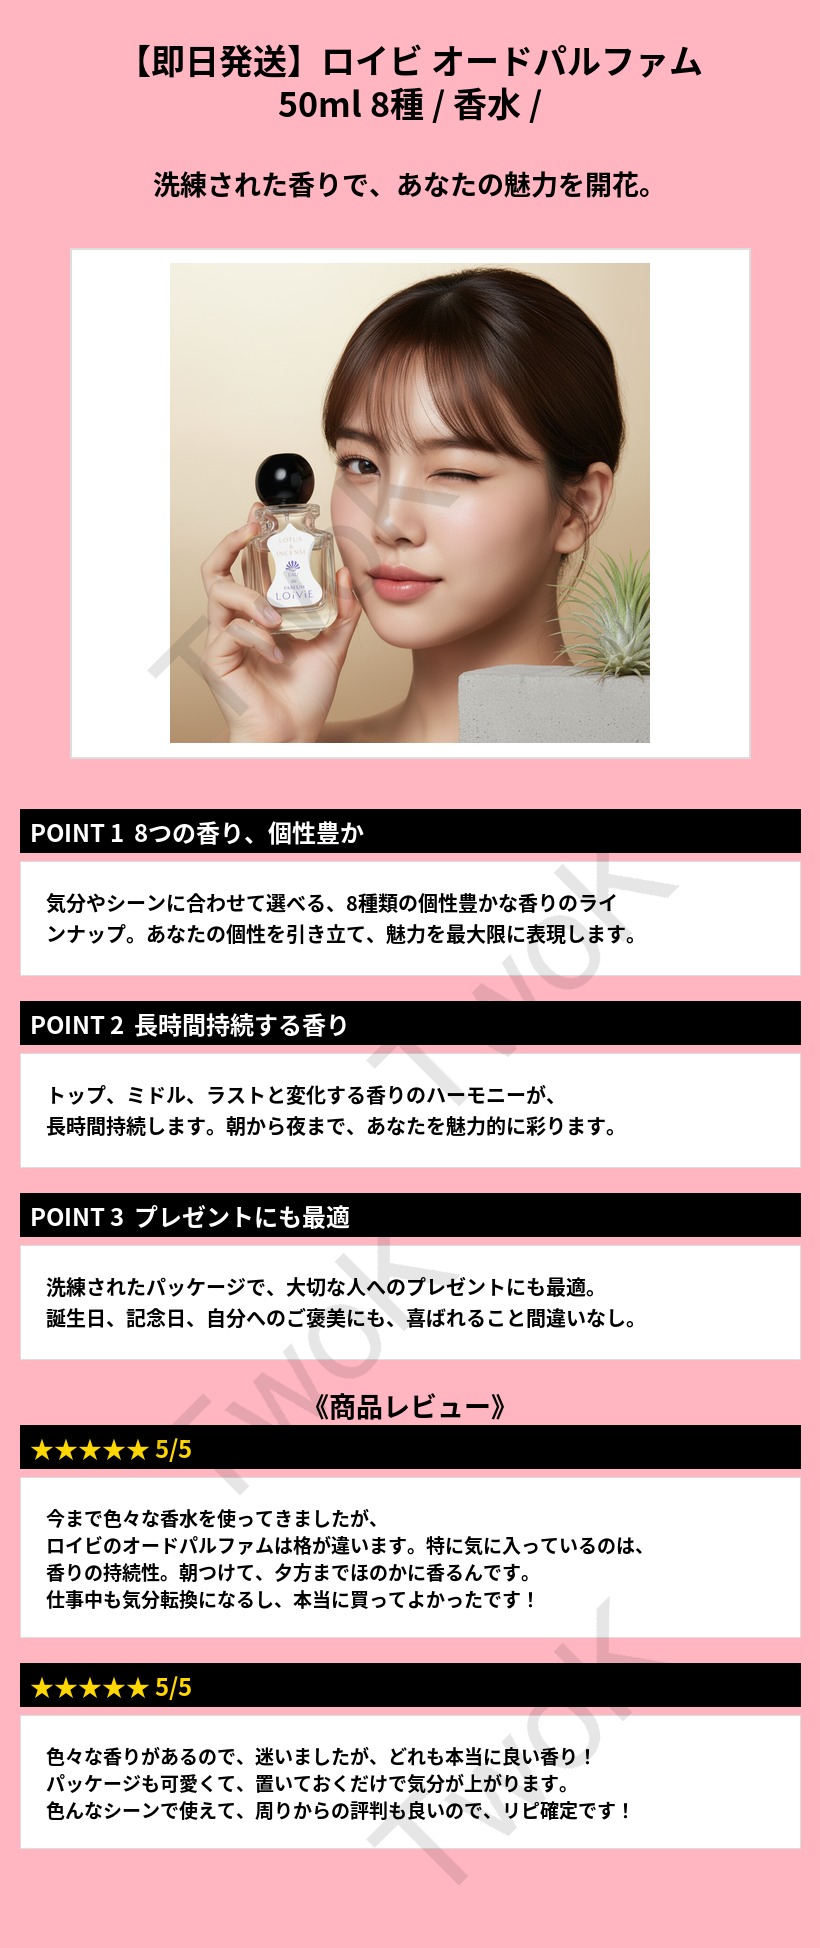 【即日発送】ロイビ オードパルファム
50ml 8種 / 香水 /
洗練された香りで、あなたの魅力を開花。
LOTUS
&
INCENSE
EAU
de
PARFUM
LOiViE
TwoK
POINT 1 8つの香り、個性豊か
気分やシーンに合わせて選べる、8種類の個性豊かな香りのライ
ンナップ。あなたの個性を引き立て、魅力を最大限に表現します。
TwoK
POINT 2 長時間持続する香り
トップ、ミドル、ラストと変化する香りのハーモニーが、
長時間持続します。朝から夜まで、あなたを魅力的に彩ります。
POINT 3 プレゼントにも最適
洗練されたパッケージで、大切な人へのプレゼントにも最適。
誕生日、記念日、自分へのご褒美にも、喜ばれること間違いなし。
TwoK
《商品レビュー》
★★★★★ 5/5
今まで色々な香水を使ってきましたが、
ロイビのオードパルファムは格が違います。特に気に入っているのは、
香りの持続性。朝つけて、夕方までほのかに香るんです。
仕事中も気分転換になるし、本当に買ってよかったです！
★★★★★ 5/5
色々な香りがあるので、迷いましたが、どれも本当に良い香り！
パッケージも可愛くて、置いておくだけで気分が上がります。
色んなシーンで使えて、周りからの評判も良いので、リピ確定です！
TwoK